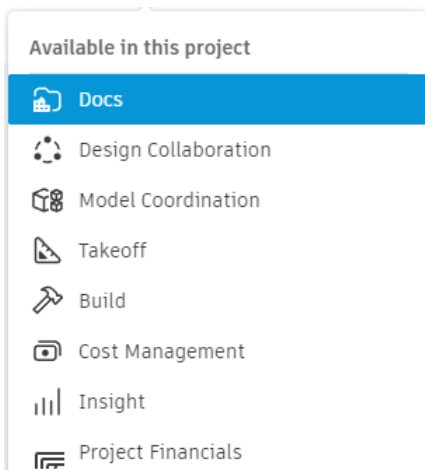 Available in this project
Docs
Design Collaboration
Model Coordination
Takeoff
Build
Cost Management
Insight
Project Financials